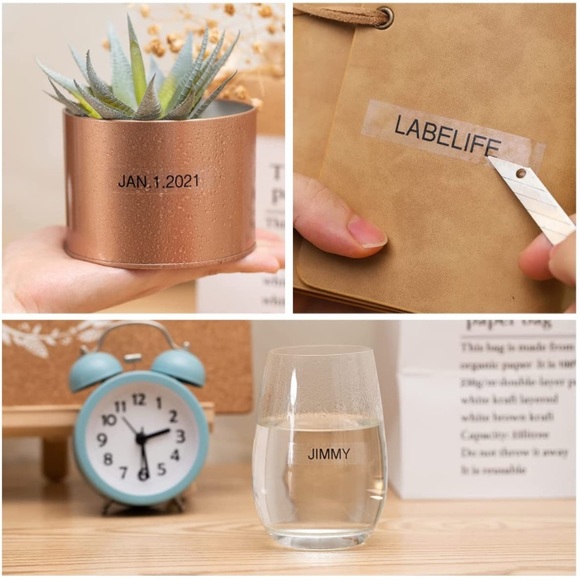 JAN.1.2021
LABELIFE
12
11 1
10 2
9 3
8 4
7 5
6
JIMMY
paper bag
This bag is made from
organic paper. It is
white kraft layered
white brown kraft
Do not throw it away
It is reusable